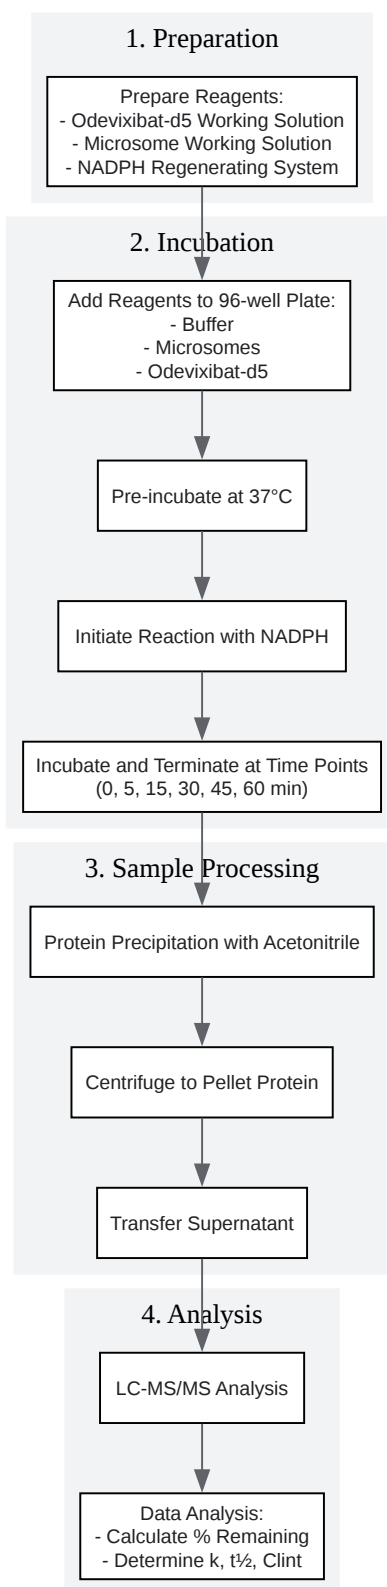 1. Preparation
Prepare Reagents:
- Odevixibat-d5 Working Solution
- Microsome Working Solution
- NADPH Regenerating System
2. Incubation
Add Reagents to 96-well Plate:
- Buffer
- Microsomes
- Odevixibat-d5
Pre-incubate at 37°C
Initiate Reaction with NADPH
Incubate and Terminate at Time Points
(0, 5, 15, 30, 45, 60 min)
3. Sample Processing
Protein Precipitation with Acetonitrile
Centrifuge to Pellet Protein
Transfer Supernatant
4. Analysis
LC-MS/MS Analysis
Data Analysis:
- Calculate % Remaining
- Determine k, t½, Clint